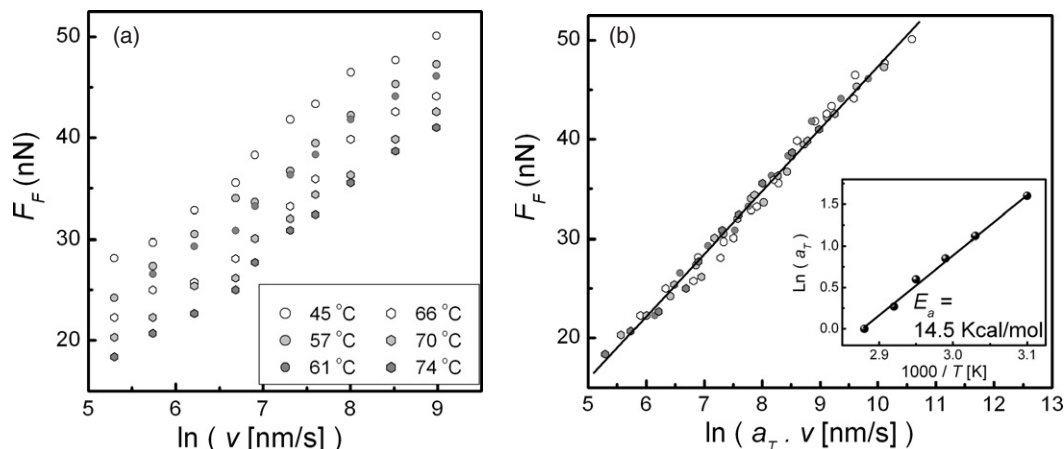 (a)
F_F (nN)
50
40
30
20
45 °C
57 °C
61 °C
66 °C
70 °C
74 °C
5 6 7 8 9
ln ( v [nm/s] )
(b)
F_F (nN)
50
40
30
20
Ln ( a_T )
1.5
1.0
0.5
0.0
E_a =
14.5 Kcal/mol
2.9 3.0 3.1
1000 / T [K]
5 6 7 8 9 10 11 12 13
ln ( a_T . v [nm/s] )